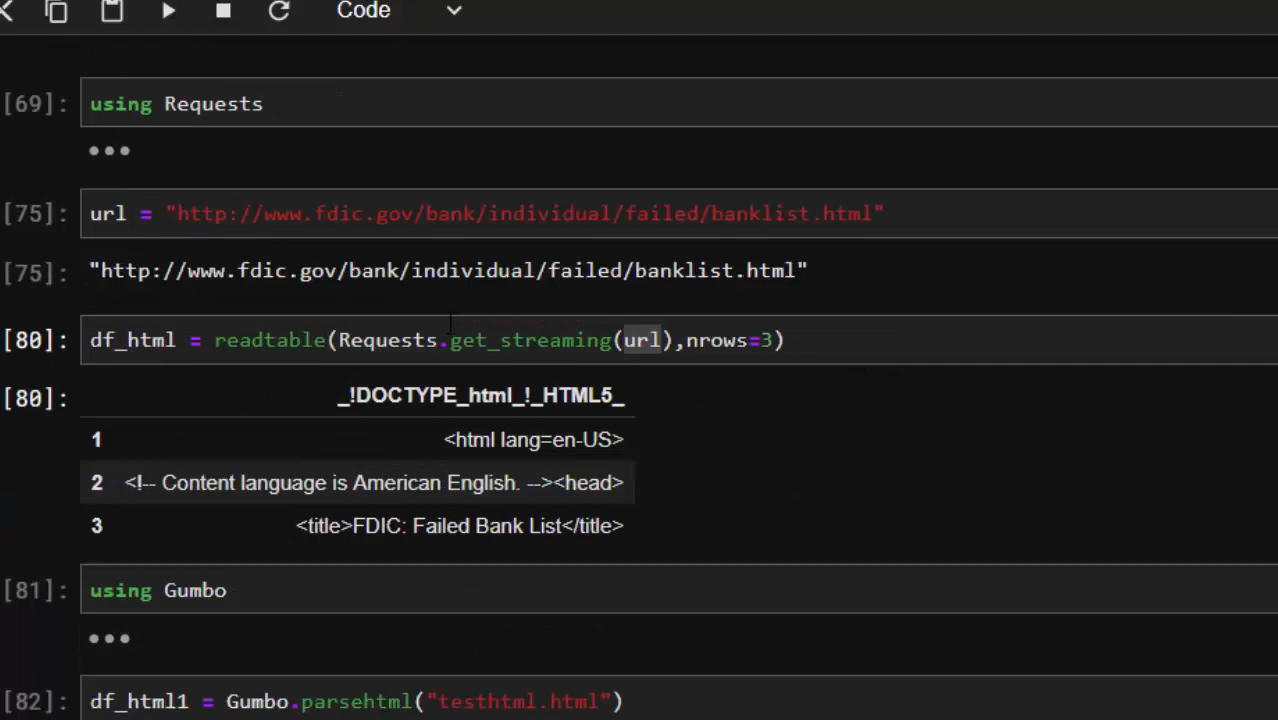 Code
[69]: using Requests
[75]: url = "http://www.fdic.gov/bank/individual/failed/banklist.html"
[75]: "http://www.fdic.gov/bank/individual/failed/banklist.html"
[80]: df_html = readtable(Requests.get_streaming(url),nrows=3)
[80]: _!DOCTYPE_html_!_HTML5_
1 <html lang=en-US>
2 <!-- Content language is American English. --><head>
3 <title>FDIC: Failed Bank List</title>
[81]: using Gumbo
[82]: df_html1 = Gumbo.parsehtml("testhtml.html")